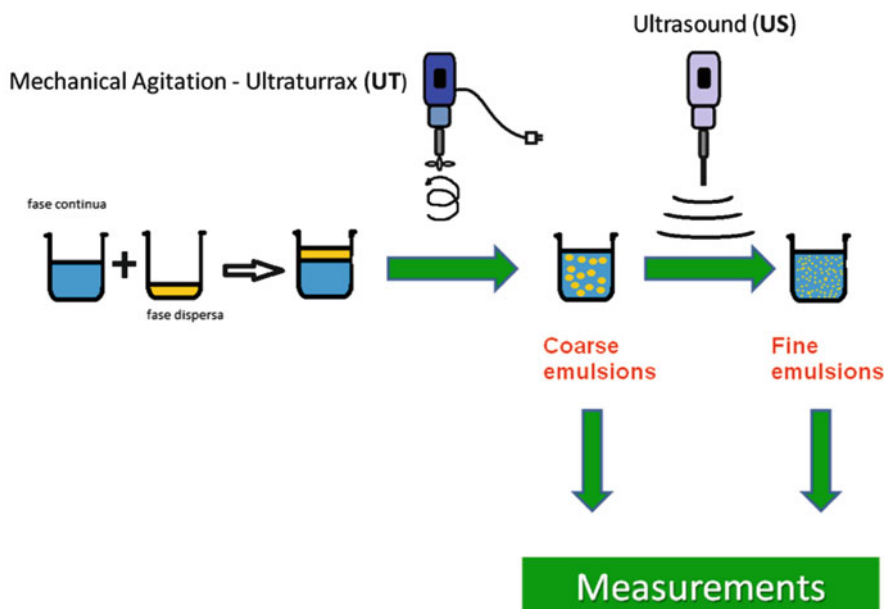 Ultrasound (US)
Mechanical Agitation - Ultraturrax (UT)
fase continua
fase dispersa
Coarse
emulsions
Fine
emulsions
Measurements